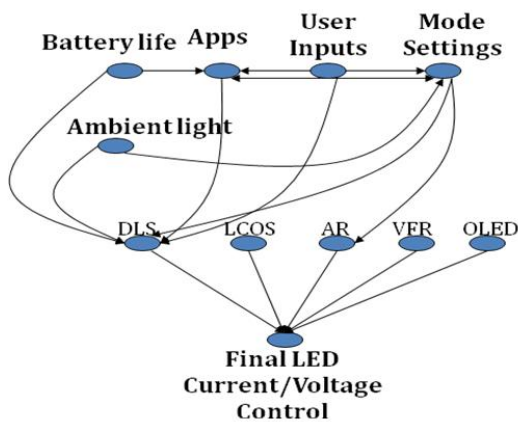 Battery life
Apps
User
Inputs
Mode
Settings
Ambient light
DLS
LCOS
AR
VFR
OLED
Final LED
Current/Voltage
Control